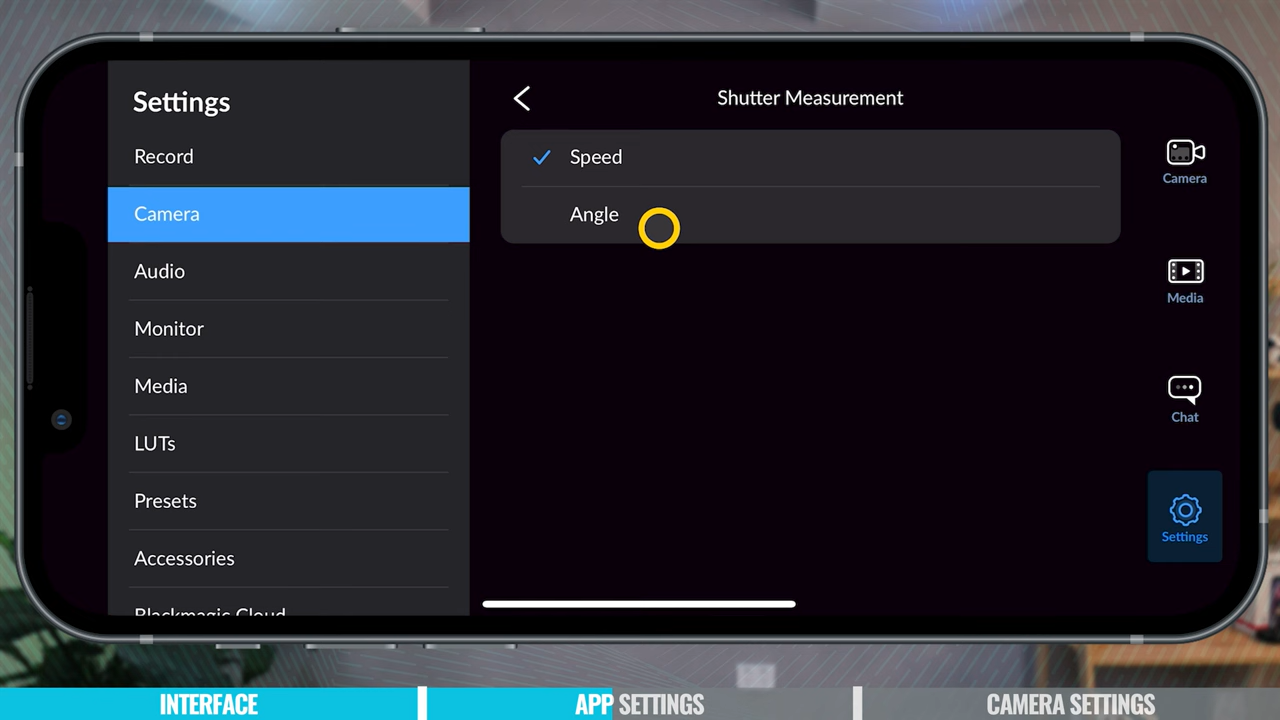 Settings
Record
Camera
Audio
Monitor
Media
LUTs
Presets
Accessories
Blackmagic Cloud
Shutter Measurement
Speed
Angle
Camera
Media
Chat
Settings
INTERFACE
APP SETTINGS
CAMERA SETTINGS